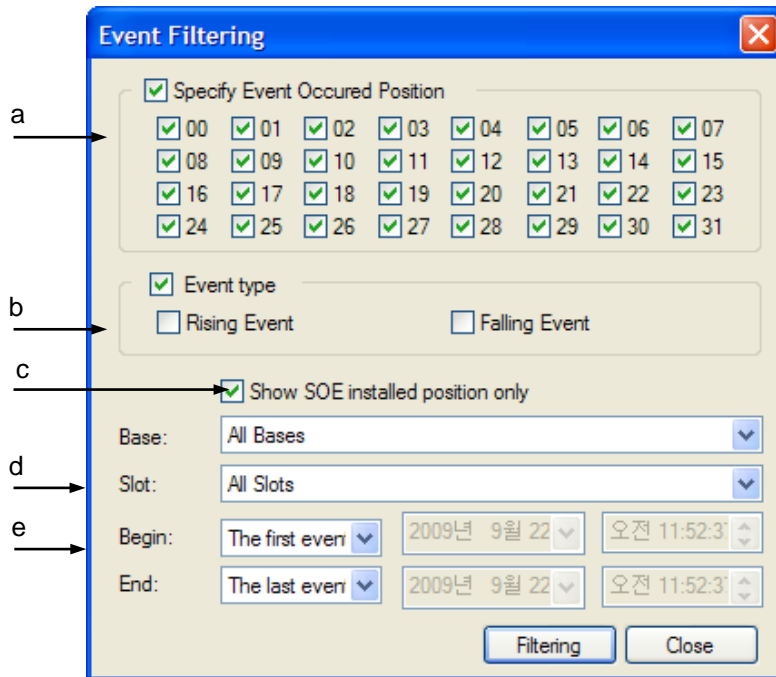 Event Filtering
a
Specify Event Occured Position
00 01 02 03 04 05 06 07
08 09 10 11 12 13 14 15
16 17 18 19 20 21 22 23
24 25 26 27 28 29 30 31
Event type
b
Rising Event Falling Event
c
Show SOE installed position only
Base: All Bases
d
Slot: All Slots
e
Begin: The first even 2009년 9월 22 오전 11:52:3
End: The last even 2009년 9월 22 오전 11:52:3
Filtering Close